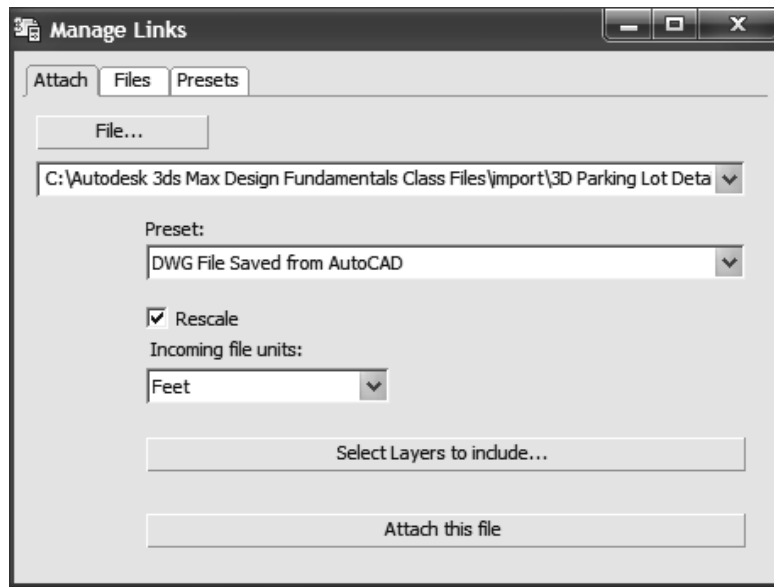 Manage Links
Attach Files Presets
File...
C:\Autodesk 3ds Max Design Fundamentals Class Files\import\3D Parking Lot Detai
Preset:
DWG File Saved from AutoCAD
Rescale
Incoming file units:
Feet
Select Layers to include...
Attach this file